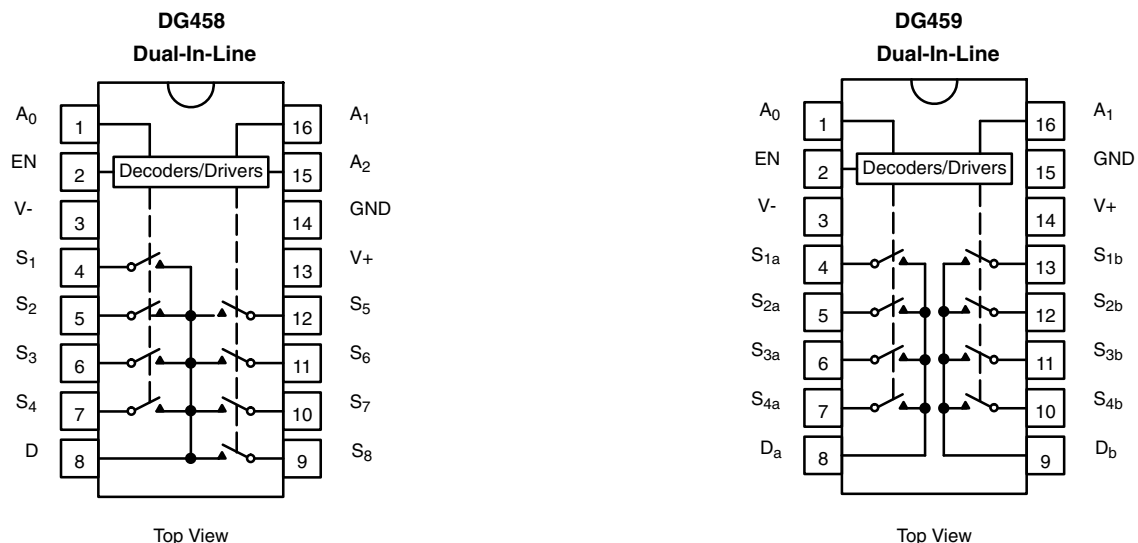 DG458
Dual-In-Line
A0 1 16 A1
EN 2 Decoders/Drivers 15 A2
V- 3 14 GND
S1 4 13 V+
S2 5 12 S5
S3 6 11 S6
S4 7 10 S7
D 8 9 S8
Top View
DG459
Dual-In-Line
A0 1 16 A1
EN 2 Decoders/Drivers 15 GND
V- 3 14 V+
S1a 4 13 S1b
S2a 5 12 S2b
S3a 6 11 S3b
S4a 7 10 S4b
Da 8 9 Db
Top View